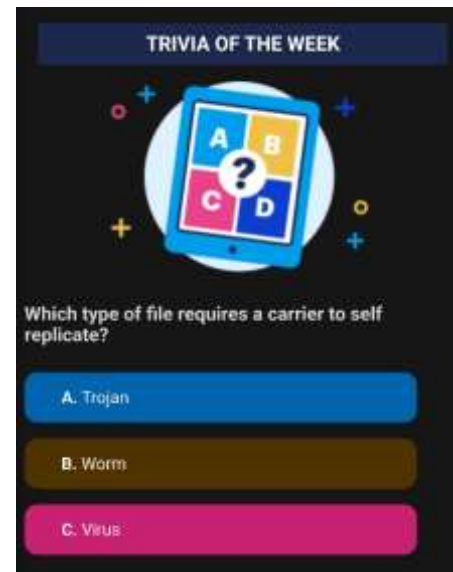 TRIVIA OF THE WEEK
A B
?
C D
Which type of file requires a carrier to self
replicate?
A. Trojan
B. Worm
C. Virus